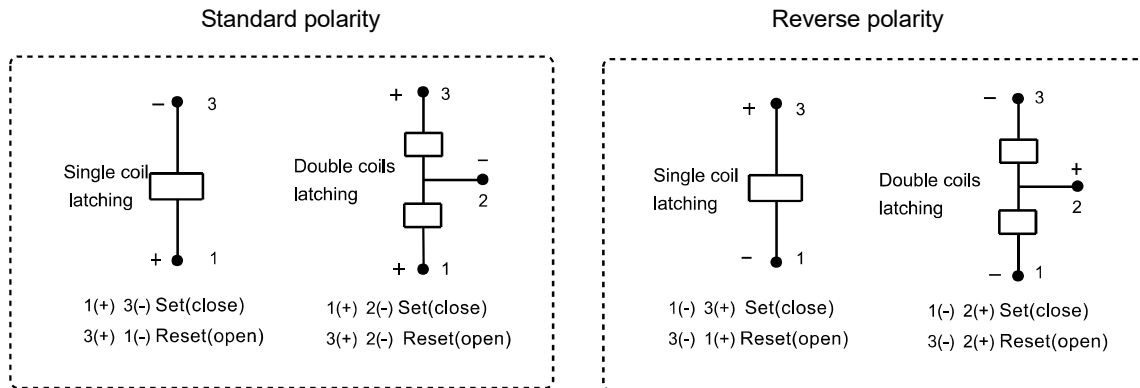 Standard polarity
- 3
Single coil
latching
+ 1
1(+) 3(-) Set(close)
3(+) 1(-) Reset(open)
+ 3
Double coils
latching
-
2
+ 1
1(+) 2(-) Set(close)
3(+) 2(-) Reset(open)
Reverse polarity
+ 3
Single coil
latching
- 1
1(-) 3(+) Set(close)
3(-) 1(+) Reset(open)
- 3
Double coils
latching
+
2
- 1
1(-) 2(+) Set(close)
3(-) 2(+) Reset(open)